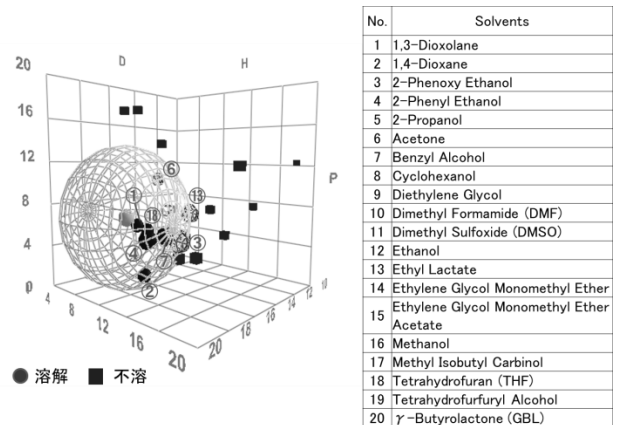 D
H
P
20
16
12
8
4
0
4
8
12
16
20
20
18
16
14
12
⑥
①
⑬
⑱
④
③
⑦
②
溶解
不溶
No. Solvents
1 1,3-Dioxolane
2 1,4-Dioxane
3 2-Phenoxy Ethanol
4 2-Phenyl Ethanol
5 2-Propanol
6 Acetone
7 Benzyl Alcohol
8 Cyclohexanol
9 Diethylene Glycol
10 Dimethyl Formamide (DMF)
11 Dimethyl Sulfoxide (DMSO)
12 Ethanol
13 Ethyl Lactate
14 Ethylene Glycol Monomethyl Ether
15 Ethylene Glycol Monomethyl Ether
Acetate
16 Methanol
17 Methyl Isobutyl Carbinol
18 Tetrahydrofuran (THF)
19 Tetrahydrofurfuryl Alcohol
20 γ-Butyrolactone (GBL)